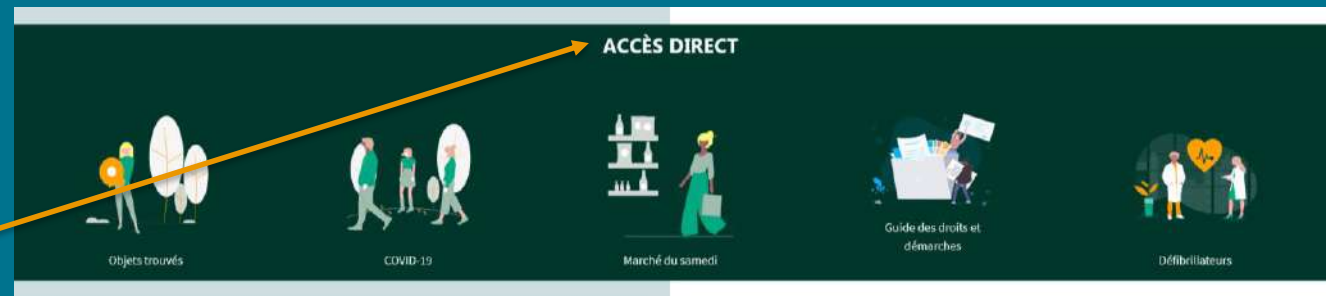 ACCÈS DIRECT
Objets trouvés
COVID-19
Marché du samedi
Guide des droits et
démarches
Défibrillateurs